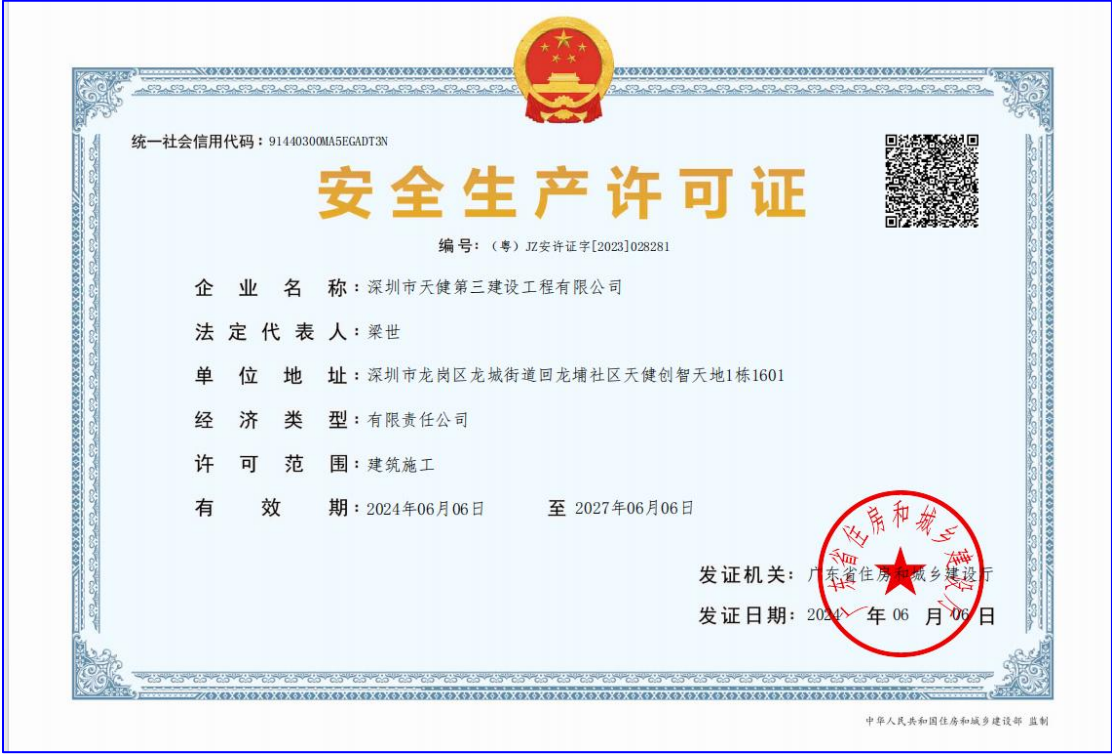 统一社会信用代码：91440300MA5EGADT3N
安全生产许可证
编号：（粤）JZ安许证字[2023]028281
企业名称：深圳市天健第三建设工程有限公司
法定代表人：梁世
单位地址：深圳市龙岗区龙城街道回龙埔社区天健创智天地1栋1601
经济类型：有限责任公司
许可范围：建筑施工
有效期：2024年06月06日 至 2027年06月06日
发证机关：广东省住房和城乡建设厅
发证日期：2024 年 06 月 06 日
广东省住房和城乡建设厅
中华人民共和国住房和城乡建设部 监制